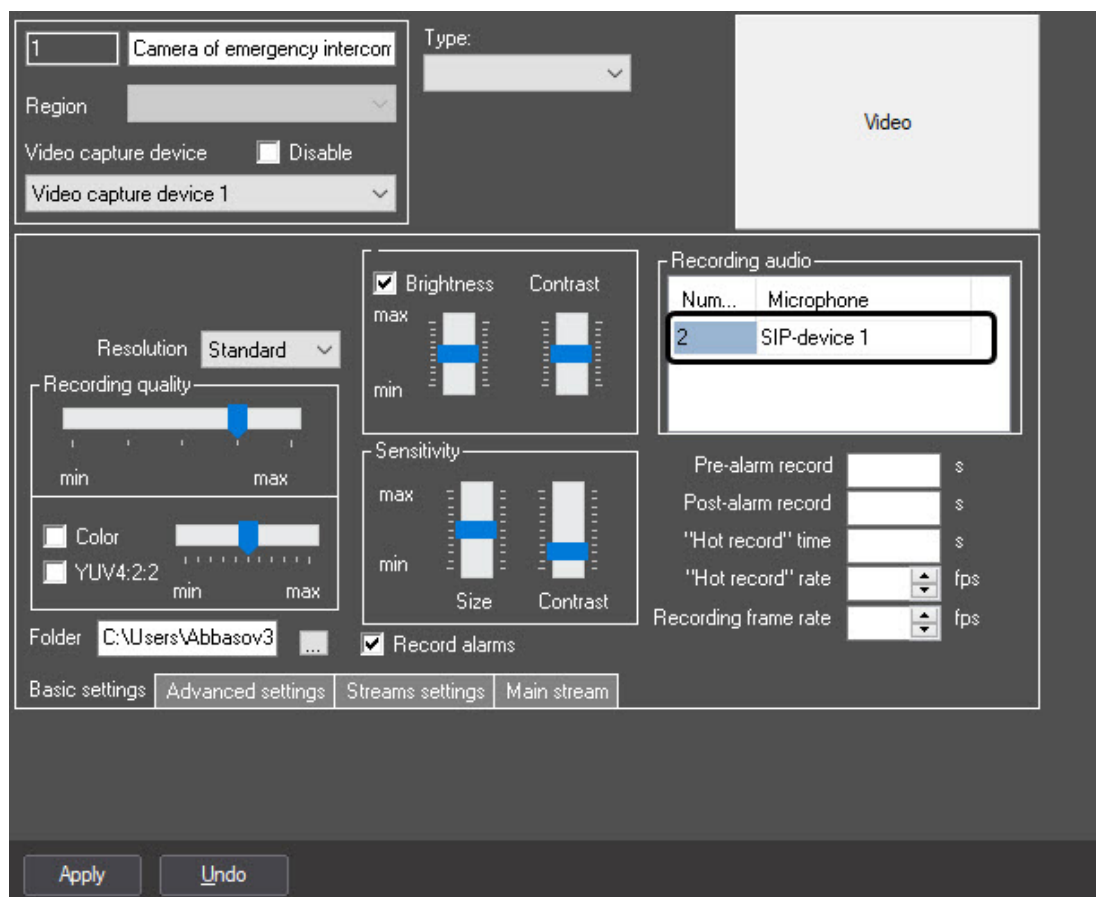 1
Camera of emergency intercom
Type:
Region
Video capture device
Disable
Video capture device 1
Video
Resolution
Standard
Recording quality
min
max
Color
YUV4:2:2
min
max
Folder
C:\Users\Abbasov3
...
Brightness
Contrast
max
min
Sensitivity
max
min
Size
Contrast
Record alarms
Recording audio
Num...
Microphone
2
SIP-device 1
Pre-alarm record
s
Post-alarm record
s
"Hot record" time
s
"Hot record" rate
fps
Recording frame rate
fps
Basic settings
Advanced settings
Streams settings
Main stream
Apply
Undo